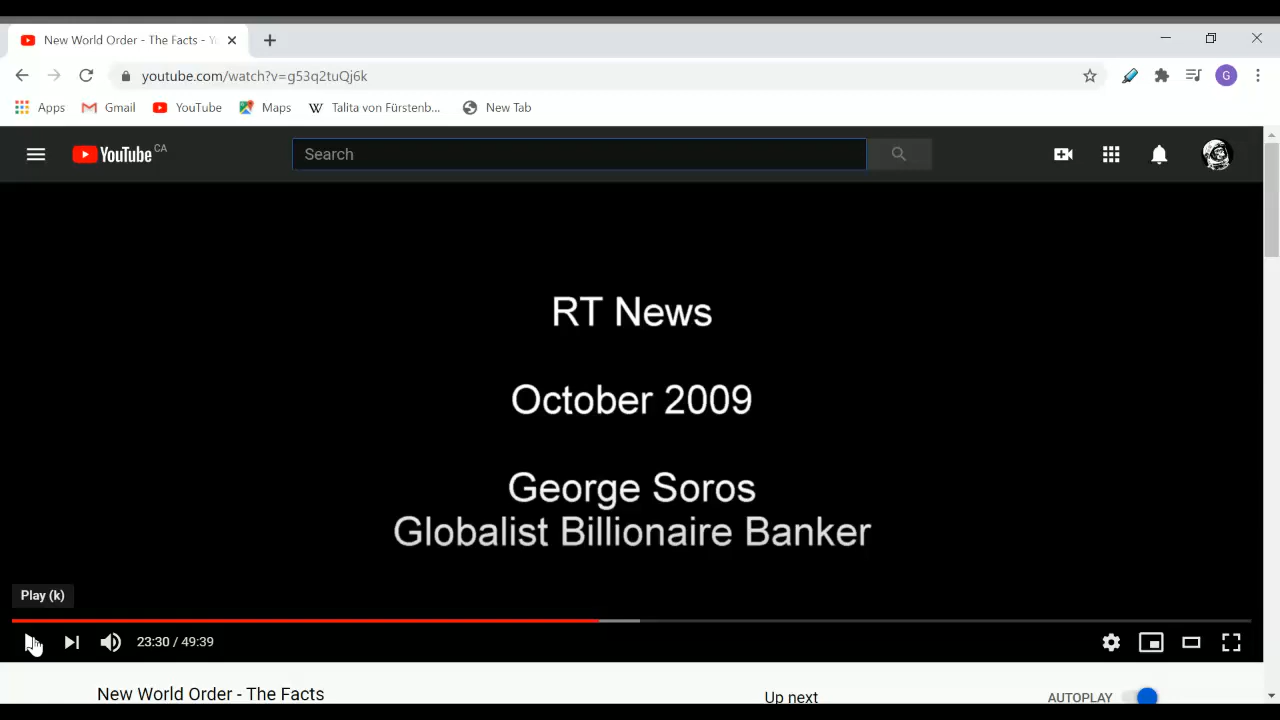 New World Order - The Facts - Yo
youtube.com/watch?v=g53q2tuQj6k
G
Apps
Gmail
YouTube
Maps
W
Talita von Fürstenb...
New Tab
YouTube CA
Search
RT News
October 2009
George Soros
Globalist Billionaire Banker
Play (k)
23:30 / 49:39
New World Order - The Facts
Up next
AUTOPLAY